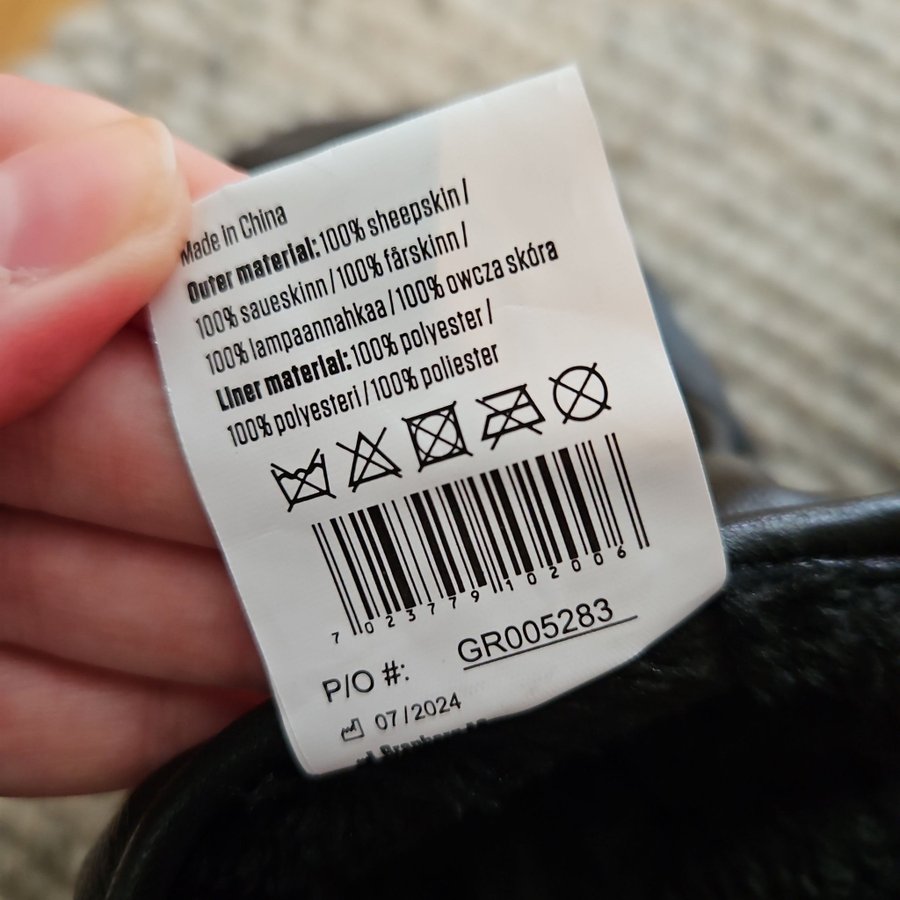 Made In China
Outer material: 100% sheepskin /
100% saueskinn / 100% fårskinn /
100% lampaannahkaa / 100% owcza skóra
Liner material: 100% polyester /
100% polyesteri / 100% poliester
7 023779 102006
P/O #: GR005283
07/2024